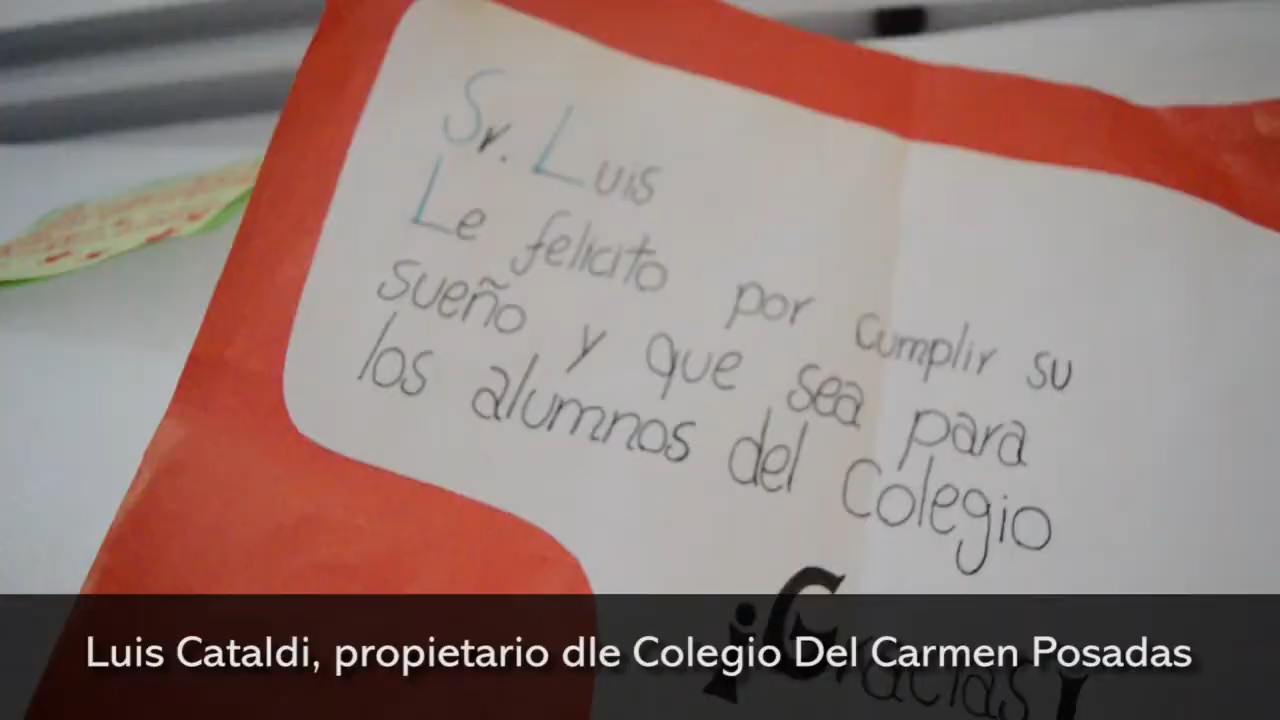 Sr. Luis
Le felicito por cumplir su
sueño y que sea para
los alumnos del Colegio
¡Gracias!
Luis Cataldi, propietario dle Colegio Del Carmen Posadas